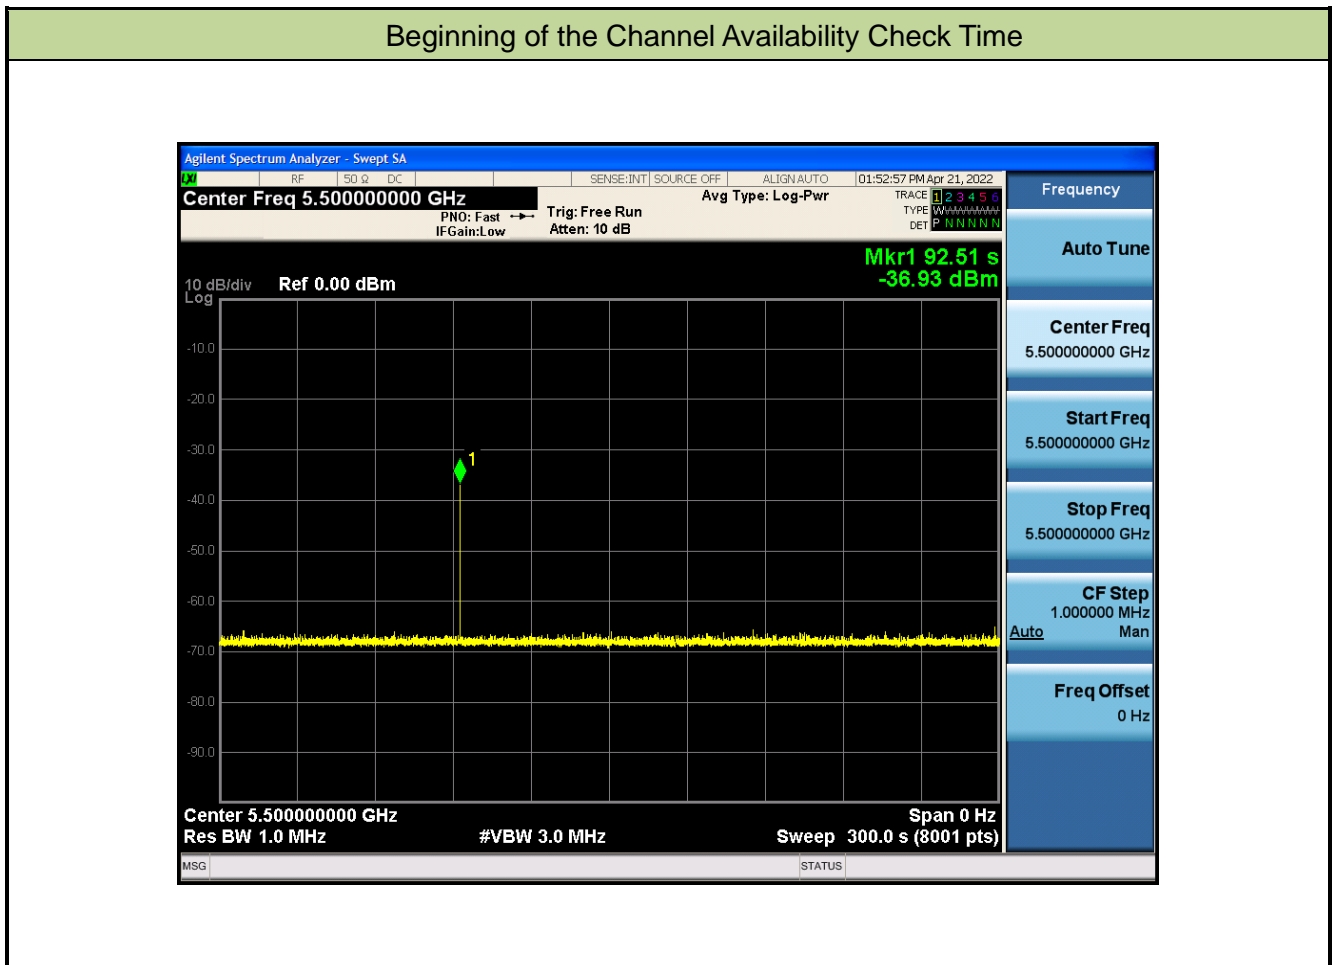 Beginning of the Channel Availability Check Time
Agilent Spectrum Analyzer - Swept SA
LXI RF 50 Ω DC SENSE:INT SOURCE OFF ALIGN AUTO 01:52:57 PM Apr 21, 2022
Center Freq 5.500000000 GHz
PNO: Fast
IFGain:Low
Trig: Free Run
Atten: 10 dB
Avg Type: Log-Pwr
TRACE 1 2 3 4 5 6
TYPE WWWWWW
DET P N N N N N
Mkr1 92.51 s
-36.93 dBm
10 dB/div Ref 0.00 dBm
Log
-10.0
-20.0
-30.0
1
-40.0
-50.0
-60.0
-70.0
-80.0
-90.0
Center 5.500000000 GHz Span 0 Hz
Res BW 1.0 MHz #VBW 3.0 MHz Sweep 300.0 s (8001 pts)
MSG STATUS
Frequency
Auto Tune
Center Freq
5.500000000 GHz
Start Freq
5.500000000 GHz
Stop Freq
5.500000000 GHz
CF Step
1.000000 MHz
Auto Man
Freq Offset
0 Hz